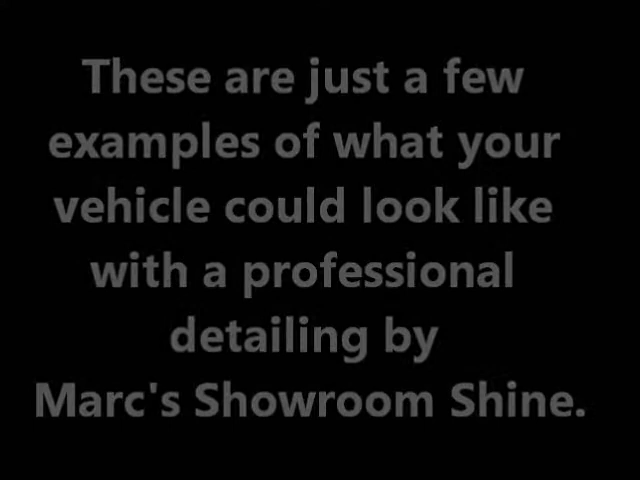 These are just a few
examples of what your
vehicle could look like
with a professional
detailing by
Marc's Showroom Shine.